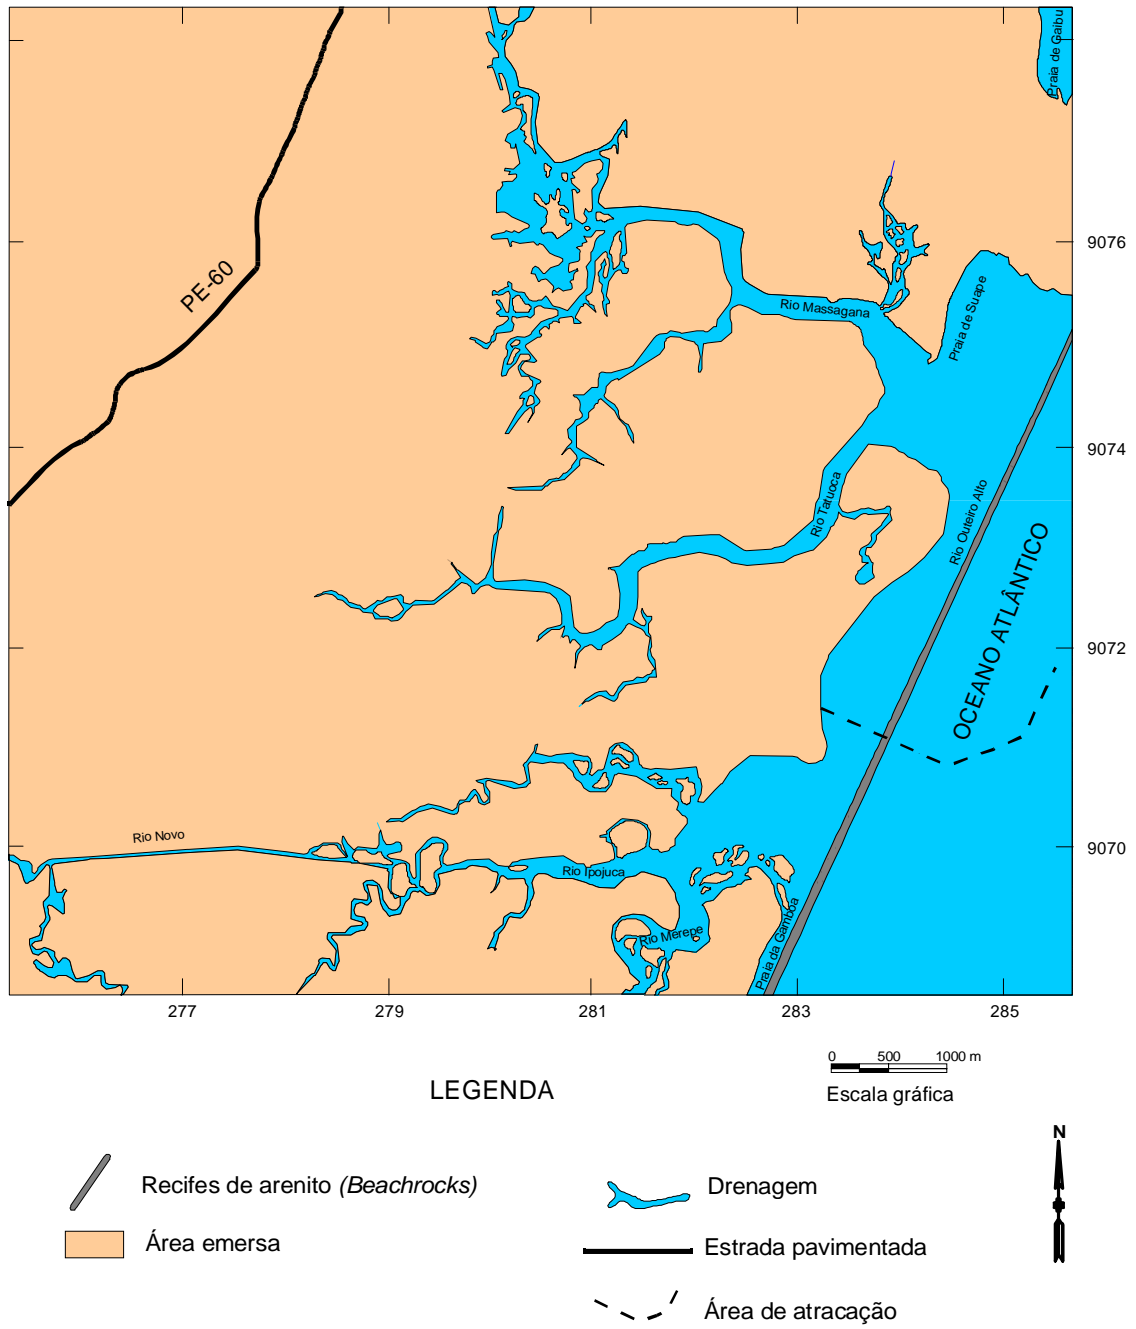 Praia de Gaibu
9076
PE-60
Rio Massagana
Praia de Suape
9074
Rio Tatuoca
Rio Outeiro Alto
OCEANO ATLÂNTICO
9072
Rio Novo
9070
Rio Ipojuca
Rio Merepe
Praia da Gamboa
277 279 281 283 285
0 500 1000 m
Escala gráfica
LEGENDA
N
Recifes de arenito (Beachrocks)
Drenagem
Área emersa
Estrada pavimentada
Área de atracação